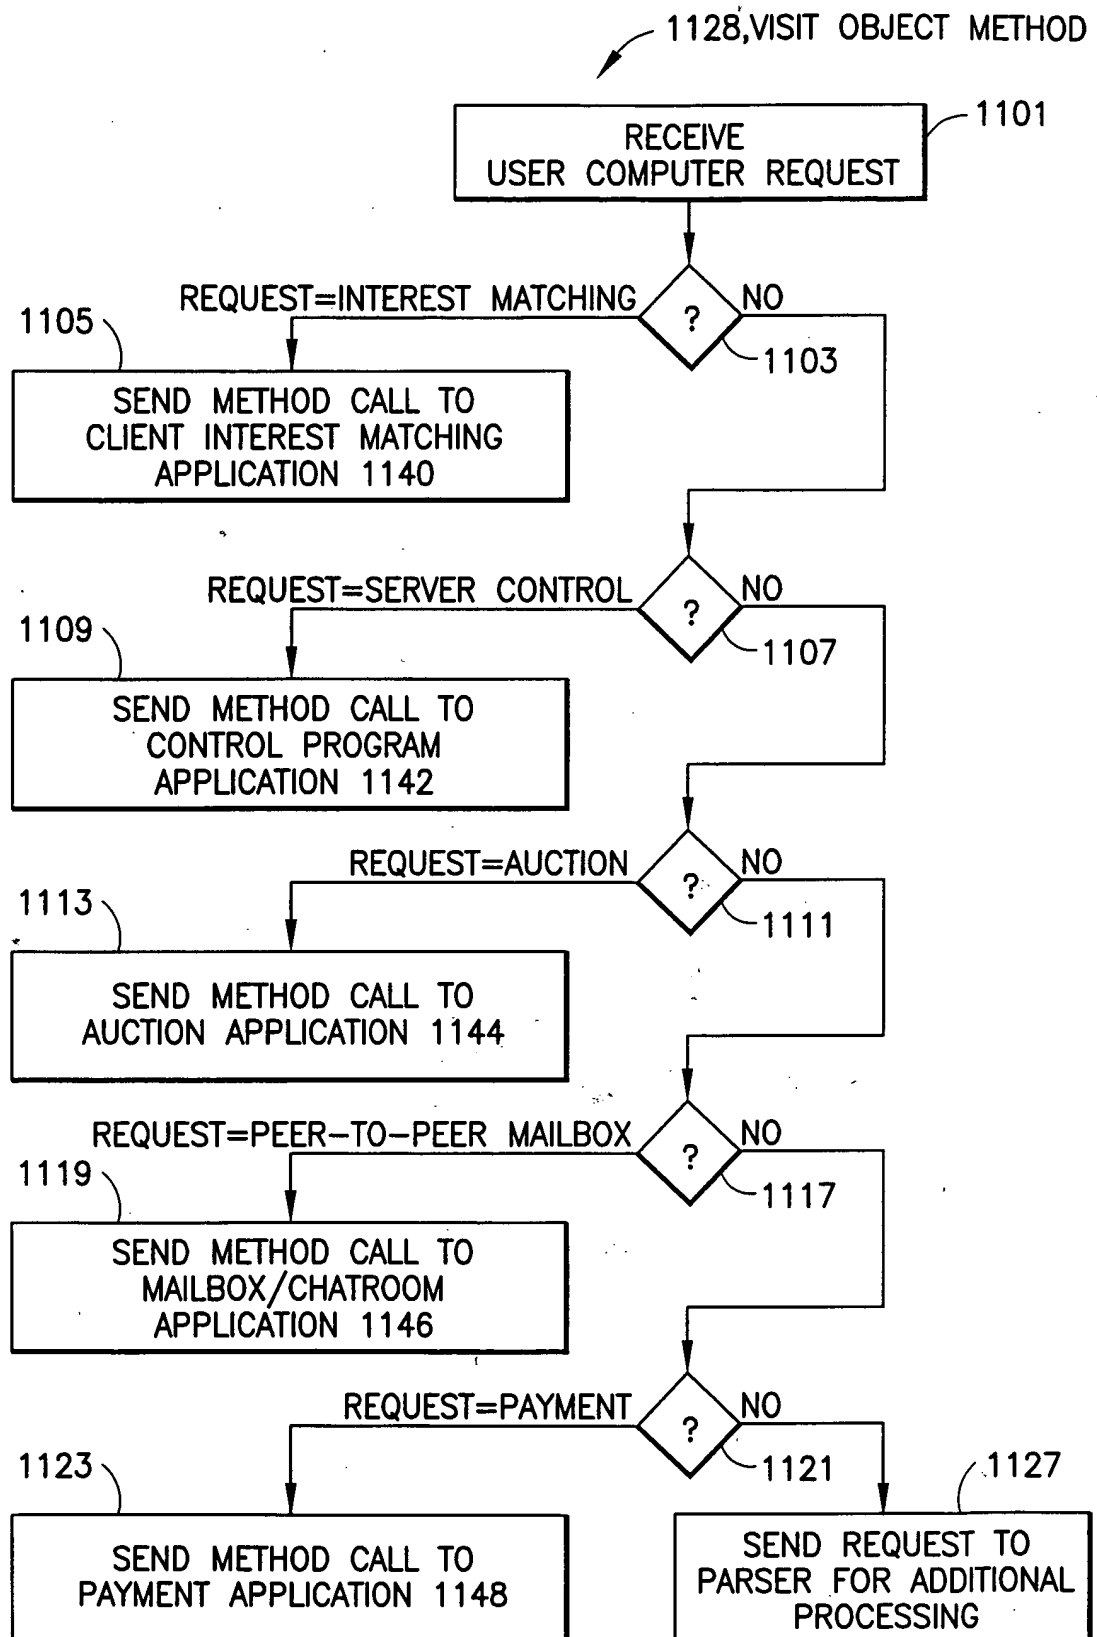 1128,VISIT OBJECT METHOD
1101
RECEIVE
USER COMPUTER REQUEST
REQUEST=INTEREST MATCHING
?
NO
1103
1105
SEND METHOD CALL TO
CLIENT INTEREST MATCHING
APPLICATION 1140
REQUEST=SERVER CONTROL
?
NO
1107
1109
SEND METHOD CALL TO
CONTROL PROGRAM
APPLICATION 1142
REQUEST=AUCTION
?
NO
1111
1113
SEND METHOD CALL TO
AUCTION APPLICATION 1144
REQUEST=PEER-TO-PEER MAILBOX
?
NO
1117
1119
SEND METHOD CALL TO
MAILBOX/CHATROOM
APPLICATION 1146
REQUEST=PAYMENT
?
NO
1121
1123
SEND METHOD CALL TO
PAYMENT APPLICATION 1148
1127
SEND REQUEST TO
PARSER FOR ADDITIONAL
PROCESSING